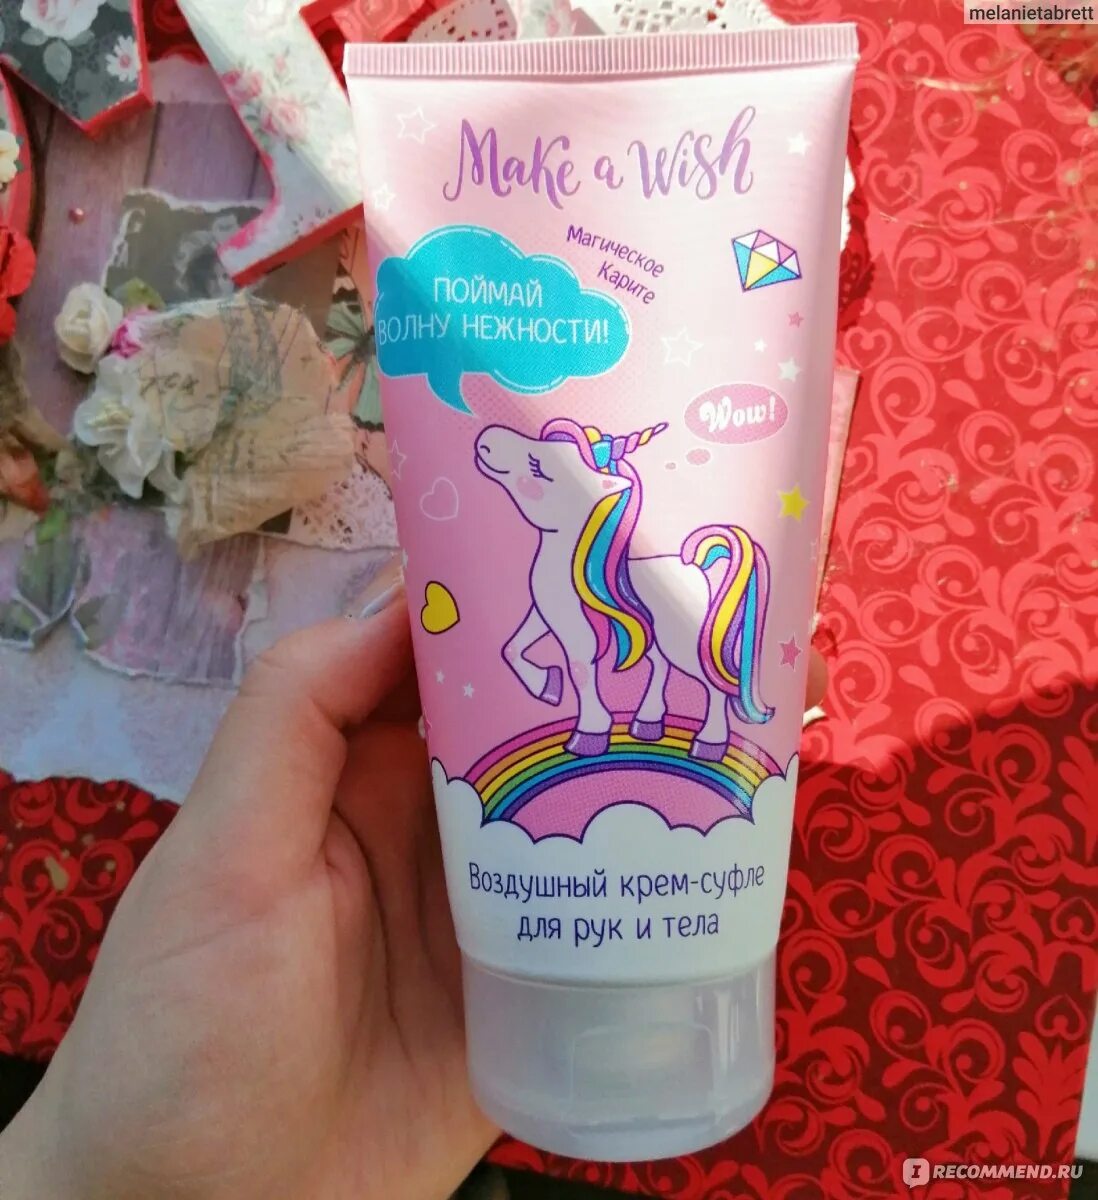 melanietabrett
Make a Wish
Магическое
Карите
ПОЙМАЙ
ВОЛНУ НЕЖНОСТИ!
Wow!
Воздушный крем-суфле
для рук и тела
I RECOMMEND.RU